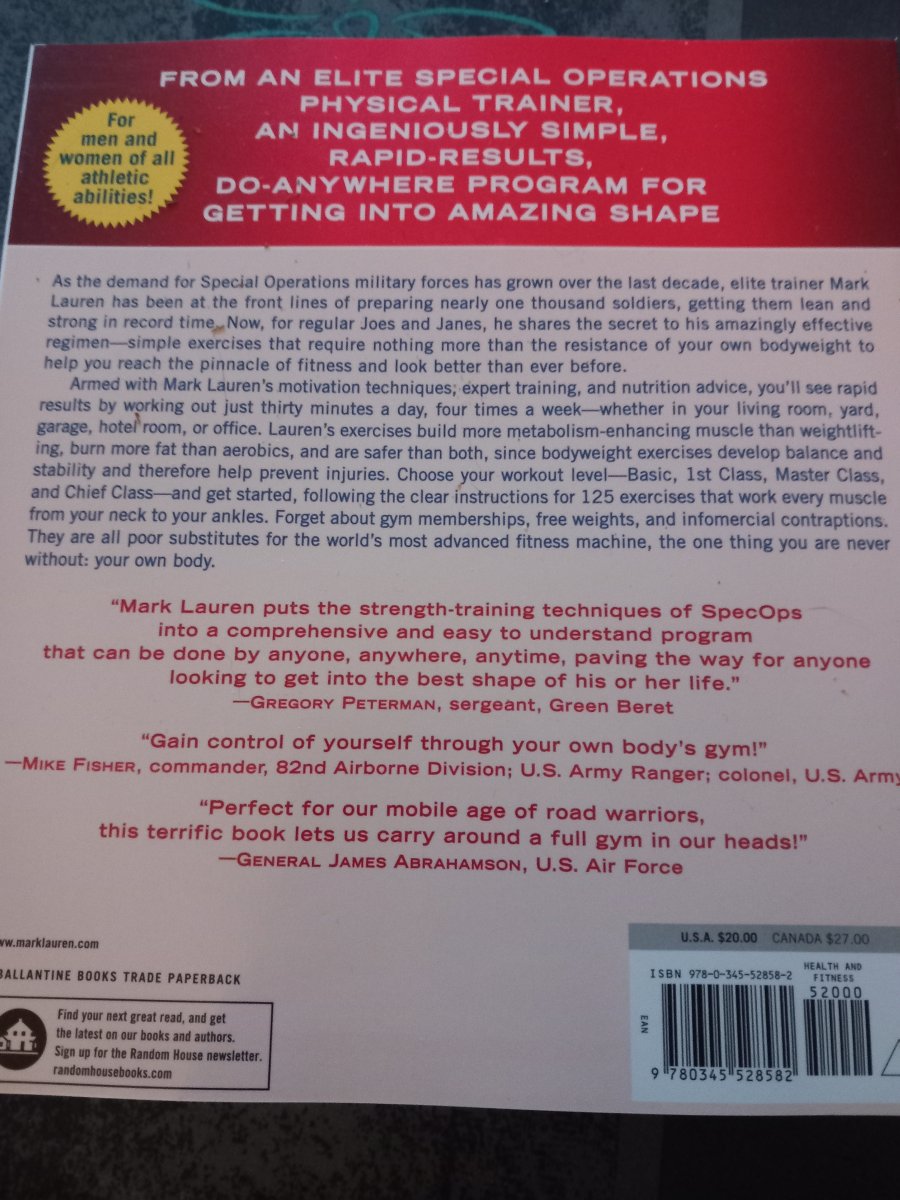 FROM AN ELITE SPECIAL OPERATIONS
PHYSICAL TRAINER,
AN INGENIOUSLY SIMPLE,
RAPID-RESULTS,
DO-ANYWHERE PROGRAM FOR
GETTING INTO AMAZING SHAPE
For
men and
women of all
athletic
abilities!
As the demand for Special Operations military forces has grown over the last decade, elite trainer Mark
Lauren has been at the front lines of preparing nearly one thousand soldiers, getting them lean and
strong in record time. Now, for regular Joes and Janes, he shares the secret to his amazingly effective
regimen—simple exercises that require nothing more than the resistance of your own bodyweight to
help you reach the pinnacle of fitness and look better than ever before.
Armed with Mark Lauren's motivation techniques, expert training, and nutrition advice, you'll see rapid
results by working out just thirty minutes a day, four times a week—whether in your living room, yard,
garage, hotel room, or office. Lauren's exercises build more metabolism-enhancing muscle than weightlift-
ing, burn more fat than aerobics, and are safer than both, since bodyweight exercises develop balance and
stability and therefore help prevent injuries. Choose your workout level—Basic, 1st Class, Master Class,
and Chief Class—and get started, following the clear instructions for 125 exercises that work every muscle
from your neck to your ankles. Forget about gym memberships, free weights, and infomercial contraptions.
They are all poor substitutes for the world's most advanced fitness machine, the one thing you are never
without: your own body.
"Mark Lauren puts the strength-training techniques of SpecOps
into a comprehensive and easy to understand program
that can be done by anyone, anywhere, anytime, paving the way for anyone
looking to get into the best shape of his or her life."
—GREGORY PETERMAN, sergeant, Green Beret
"Gain control of yourself through your own body's gym!"
—MIKE FISHER, commander, 82nd Airborne Division; U.S. Army Ranger; colonel, U.S. Army
"Perfect for our mobile age of road warriors,
this terrific book lets us carry around a full gym in our heads!"
—GENERAL JAMES ABRAHAMSON, U.S. Air Force
ww.marklauren.com
BALLANTINE BOOKS TRADE PAPERBACK
Find your next great read, and get
the latest on our books and authors.
Sign up for the Random House newsletter.
randomhousebooks.com
U.S.A. $20.00 CANADA $27.00
ISBN 978-0-345-52858-2
HEALTH AND
FITNESS
52000
EAN
9 780345 528582